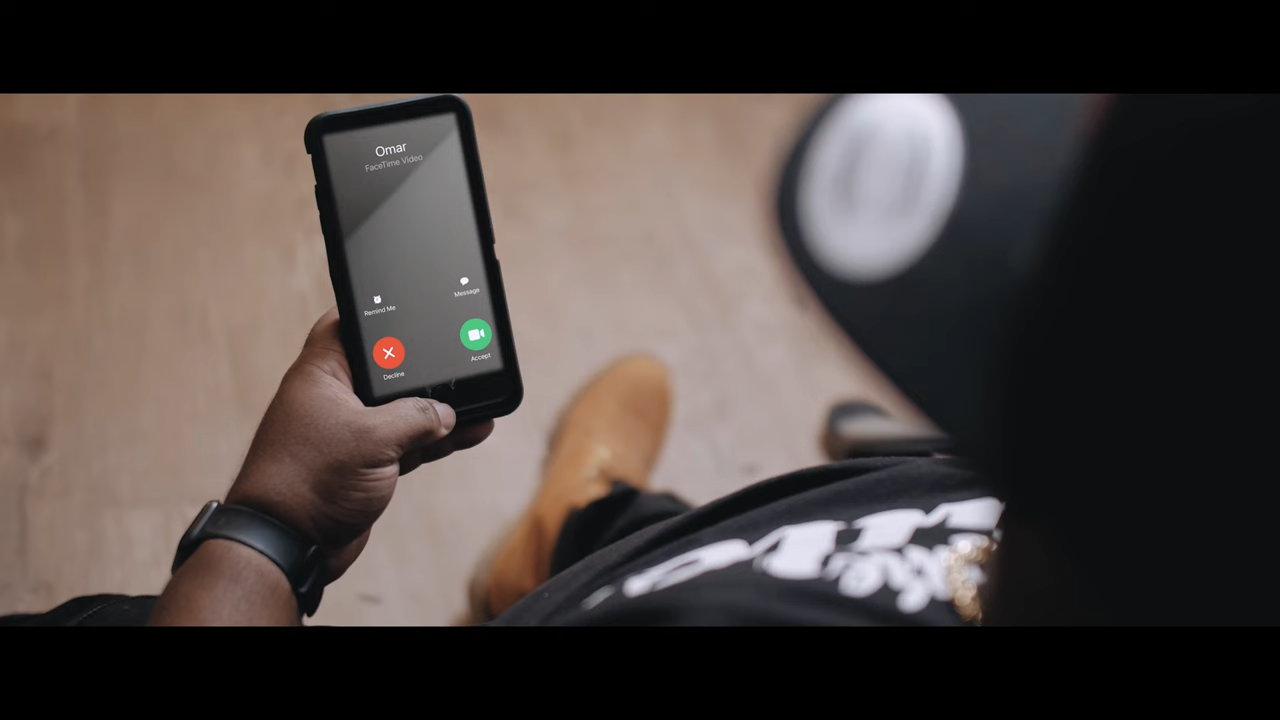 Omar
FaceTime Video
Remind Me
Message
Decline
Accept